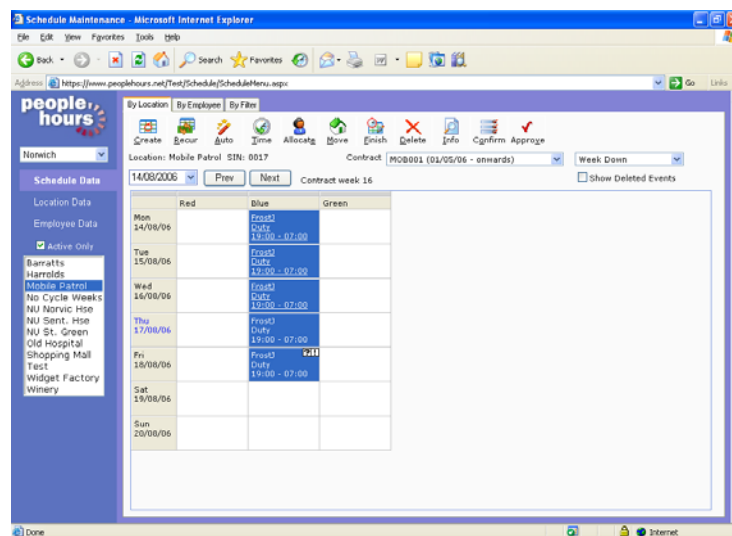 Schedule Maintenance - Microsoft Internet Explorer
File Edit View Favorites Tools Help
Back Search Favorites
Address https://www.peoplehours.net/Test/Schedule/ScheduleMenu.aspx Go Links
people hours
By Location By Employee By Filter
Create Recur Auto Time Allocate Move Finish Delete Info Confirm Approve
Norwich
Location: Mobile Patrol SIN: 0017 Contract MOB001 (01/05/06 - onwards) Week Down
14/08/2006 Prev Next Contract week 16 Show Deleted Events
Schedule Data
Location Data
Employee Data
Active Only
Barratts
Harrolds
Mobile Patrol
No Cycle Weeks
NU Norvic Hse
NU Sent. Hse
NU St. Green
Old Hospital
Shopping Mall
Test
Widget Factory
Winery
Red Blue Green
Mon 14/08/06
FrostJ
Duty
19:00 - 07:00
Tue 15/08/06
FrostJ
Duty
19:00 - 07:00
Wed 16/08/06
FrostJ
Duty
19:00 - 07:00
Thu 17/08/06
FrostJ
Duty
19:00 - 07:00
Fri 18/08/06
FrostJ
Duty
19:00 - 07:00
Sat 19/08/06
Sun 20/08/06
Done Internet